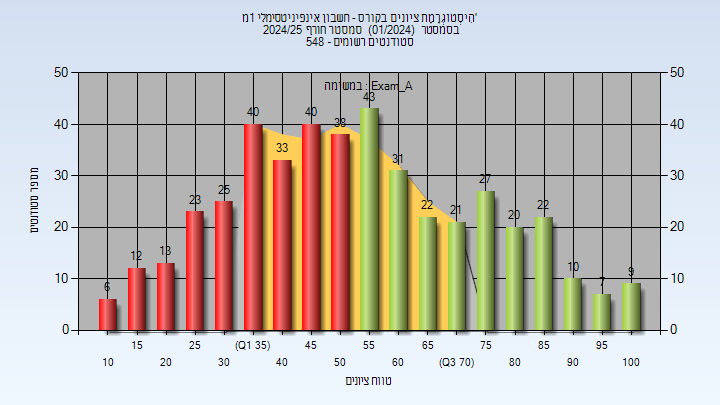 'היסטוגרמת ציונים בקורס - חשבון אינפיניטסימלי 1מ
בסמסטר (01/2024) סמסטר חורף 2024/25
סטודנטים רשומים - 548
במשימה : Exam_A
מספר סטודנטים
50 50
40 40
30 30
20 20
10 10
0 0
6 12 13 23 25 40 33 40 38 43 31 22 21 27 20 22 10 7 9
15 25 (Q1 35) 45 55 65 75 85 95
10 20 30 40 50 60 (Q3 70) 80 90 100
טווח ציונים